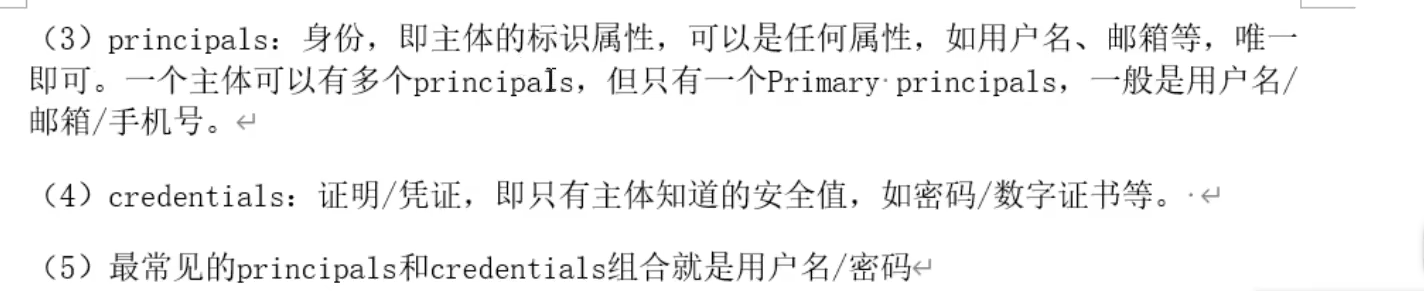 （3）principals：身份，即主体的标识属性，可以是任何属性，如用户名、邮箱等，唯一
即可。一个主体可以有多个principals，但只有一个Primary principals，一般是用户名/
邮箱/手机号。
（4）credentials：证明/凭证，即只有主体知道的安全值，如密码/数字证书等。
（5）最常见的principals和credentials组合就是用户名/密码